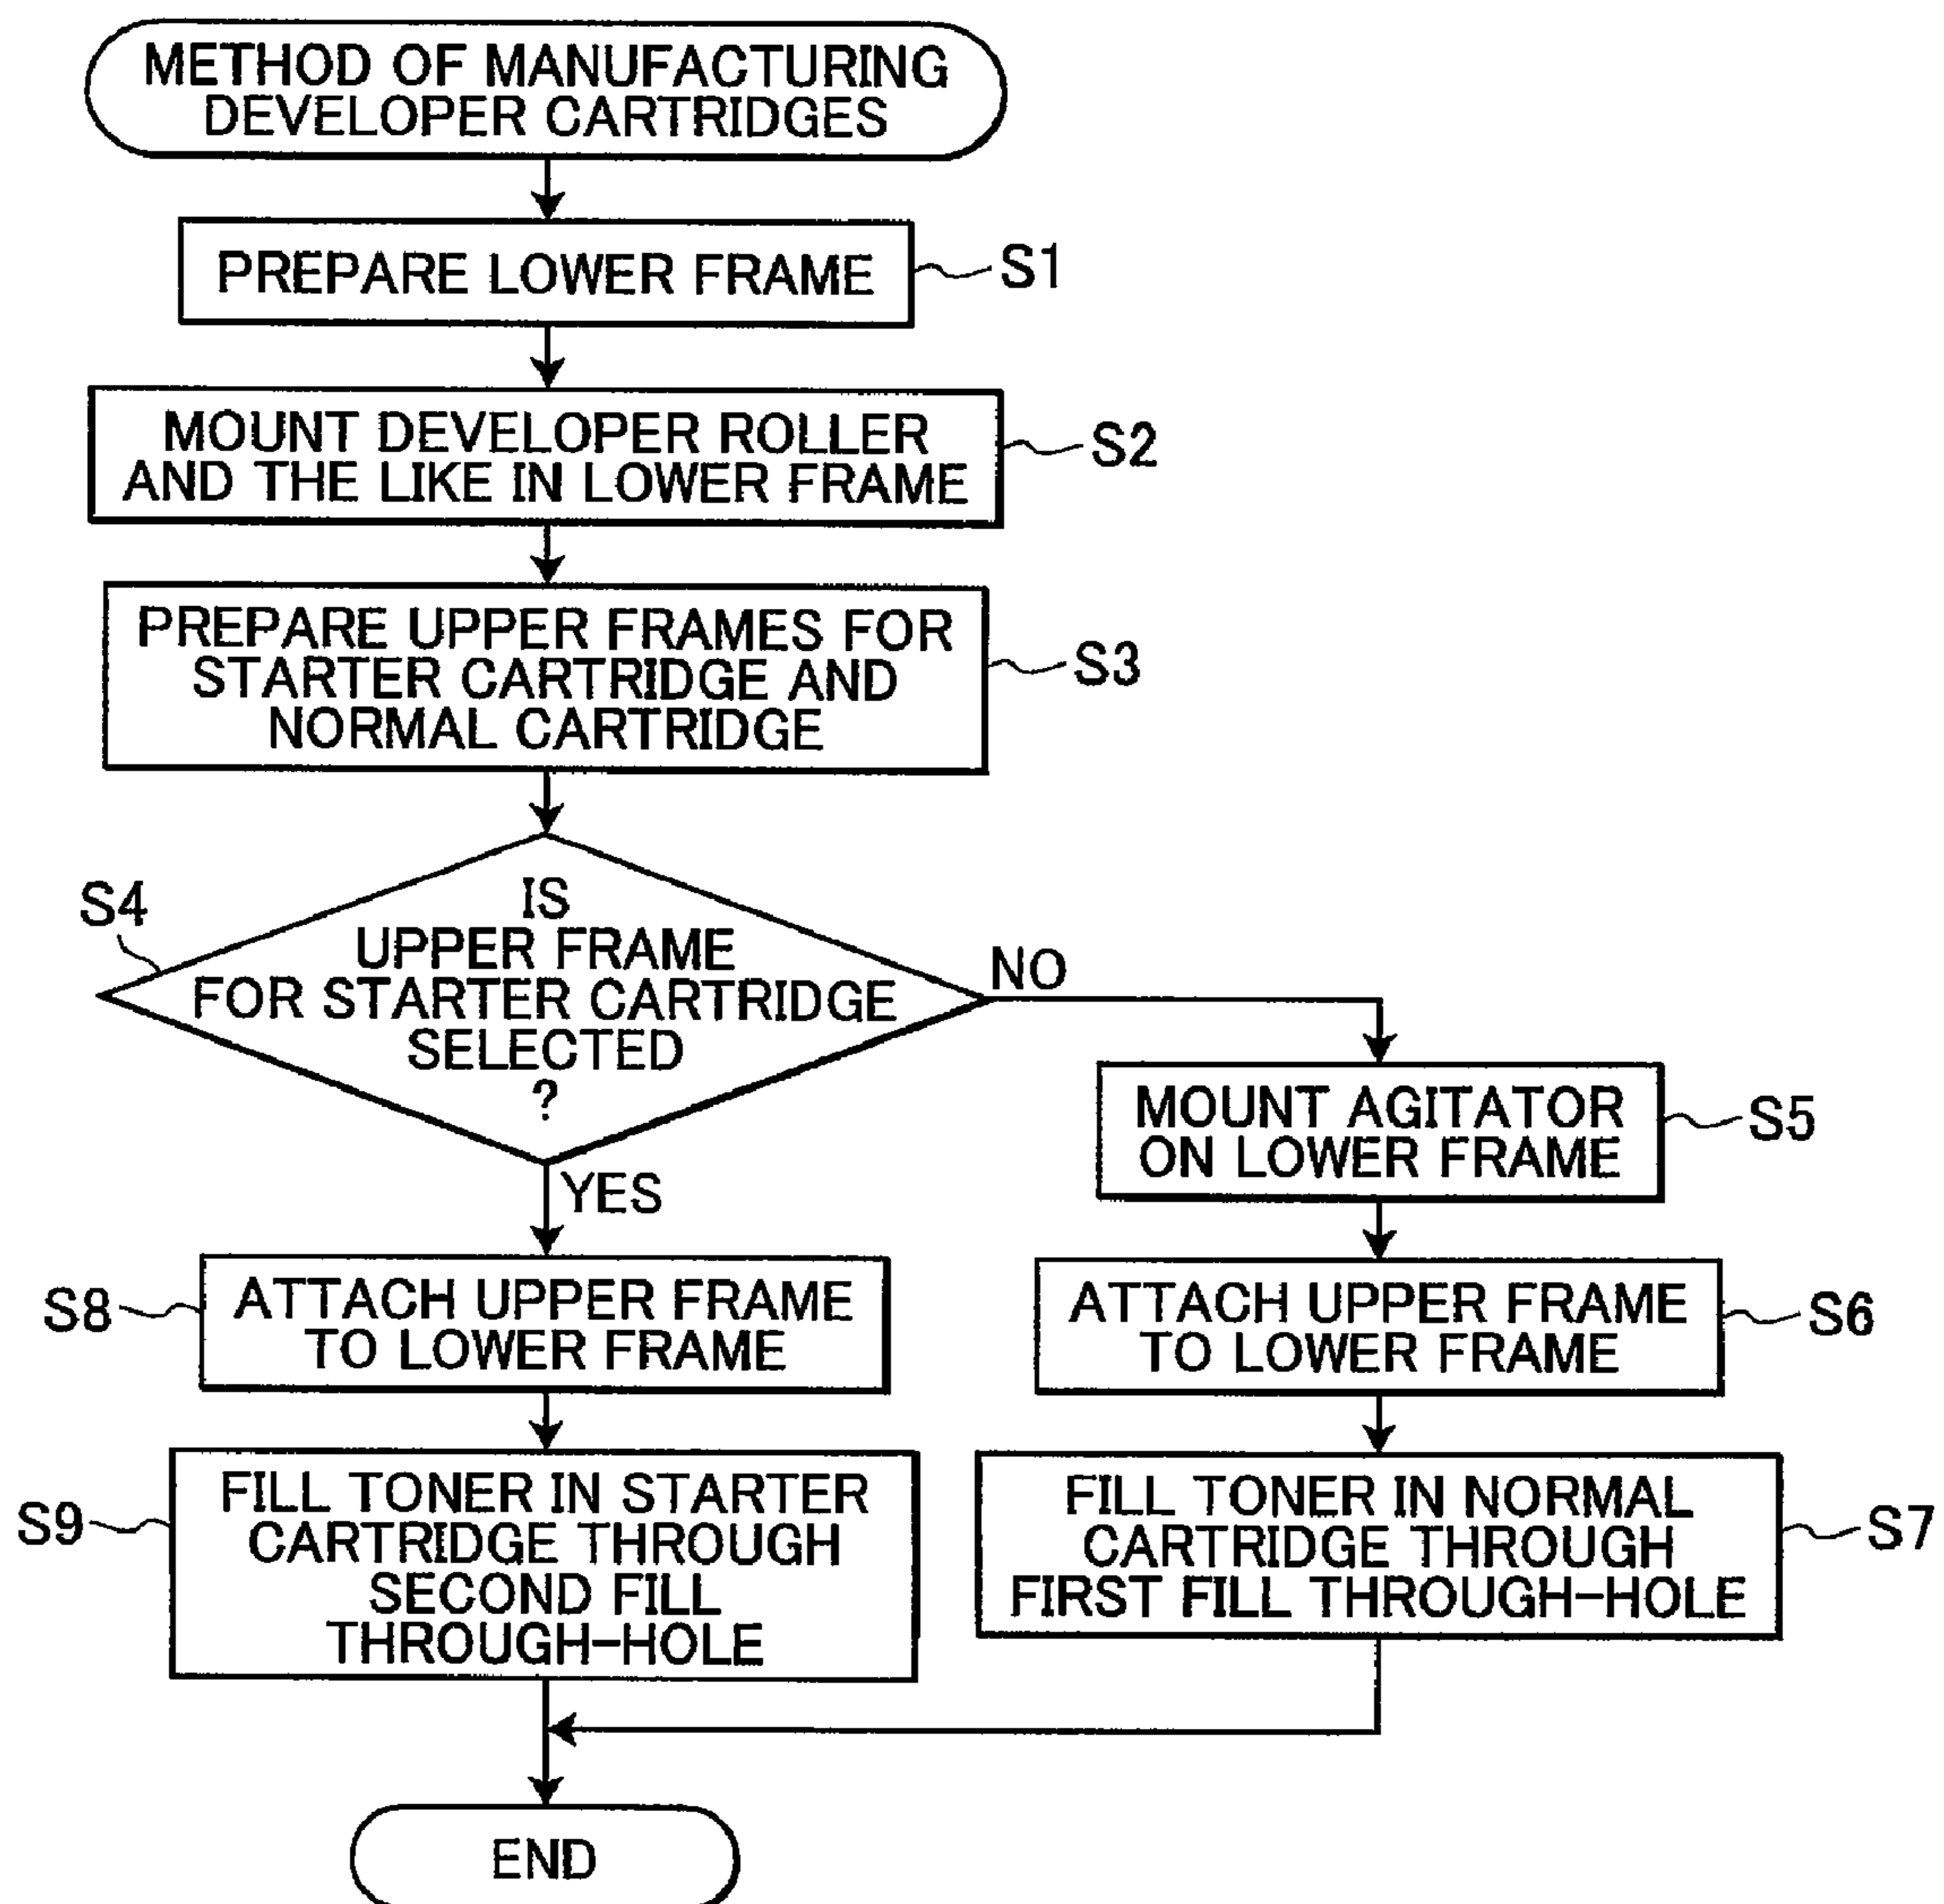 METHOD OF MANUFACTURING
DEVELOPER CARTRIDGES
PREPARE LOWER FRAME
S1
MOUNT DEVELOPER ROLLER
AND THE LIKE IN LOWER FRAME
S2
PREPARE UPPER FRAMES FOR
STARTER CARTRIDGE AND
NORMAL CARTRIDGE
S3
S4
IS
UPPER FRAME
FOR STARTER CARTRIDGE
SELECTED
?
NO
YES
MOUNT AGITATOR
ON LOWER FRAME
S5
S8
ATTACH UPPER FRAME
TO LOWER FRAME
ATTACH UPPER FRAME
TO LOWER FRAME
S6
S9
FILL TONER IN STARTER
CARTRIDGE THROUGH
SECOND FILL
THROUGH-HOLE
FILL TONER IN NORMAL
CARTRIDGE THROUGH
FIRST FILL THROUGH-HOLE
S7
END